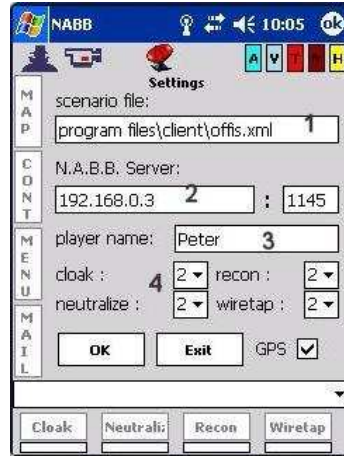 NABB 10:05 ok
A V T H
Settings
MAP
scenario file:
program files\client\offis.xml 1
CONT
N.A.B.B. Server:
192.168.0.3 2 : 1145
MENU
player name: Peter 3
cloak : 4 2 recon : 2
neutralize : 2 wiretap : 2
MAIL
OK Exit GPS
Cloak Neutrali: Recon Wiretap